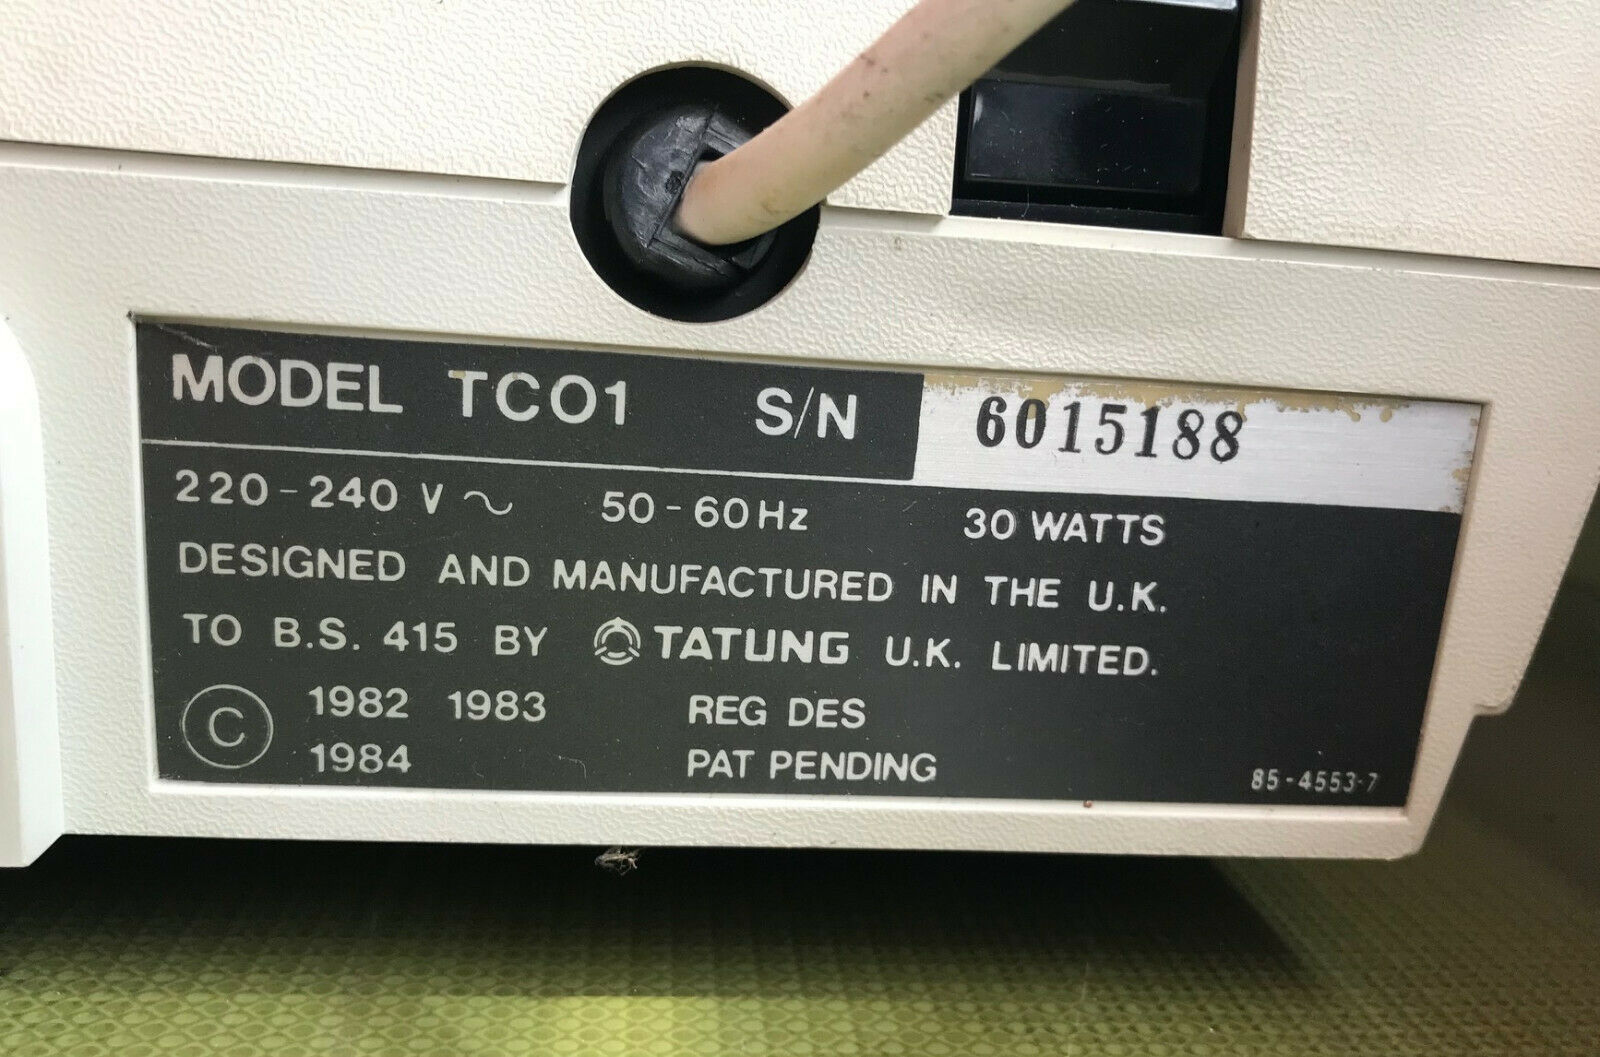 MODEL TC01 S/N 6015188
220-240 V ~ 50-60Hz 30 WATTS
DESIGNED AND MANUFACTURED IN THE U.K.
TO B.S. 415 BY TATUNG U.K. LIMITED.
© 1982 1983 REG DES
1984 PAT PENDING
85-4553-7